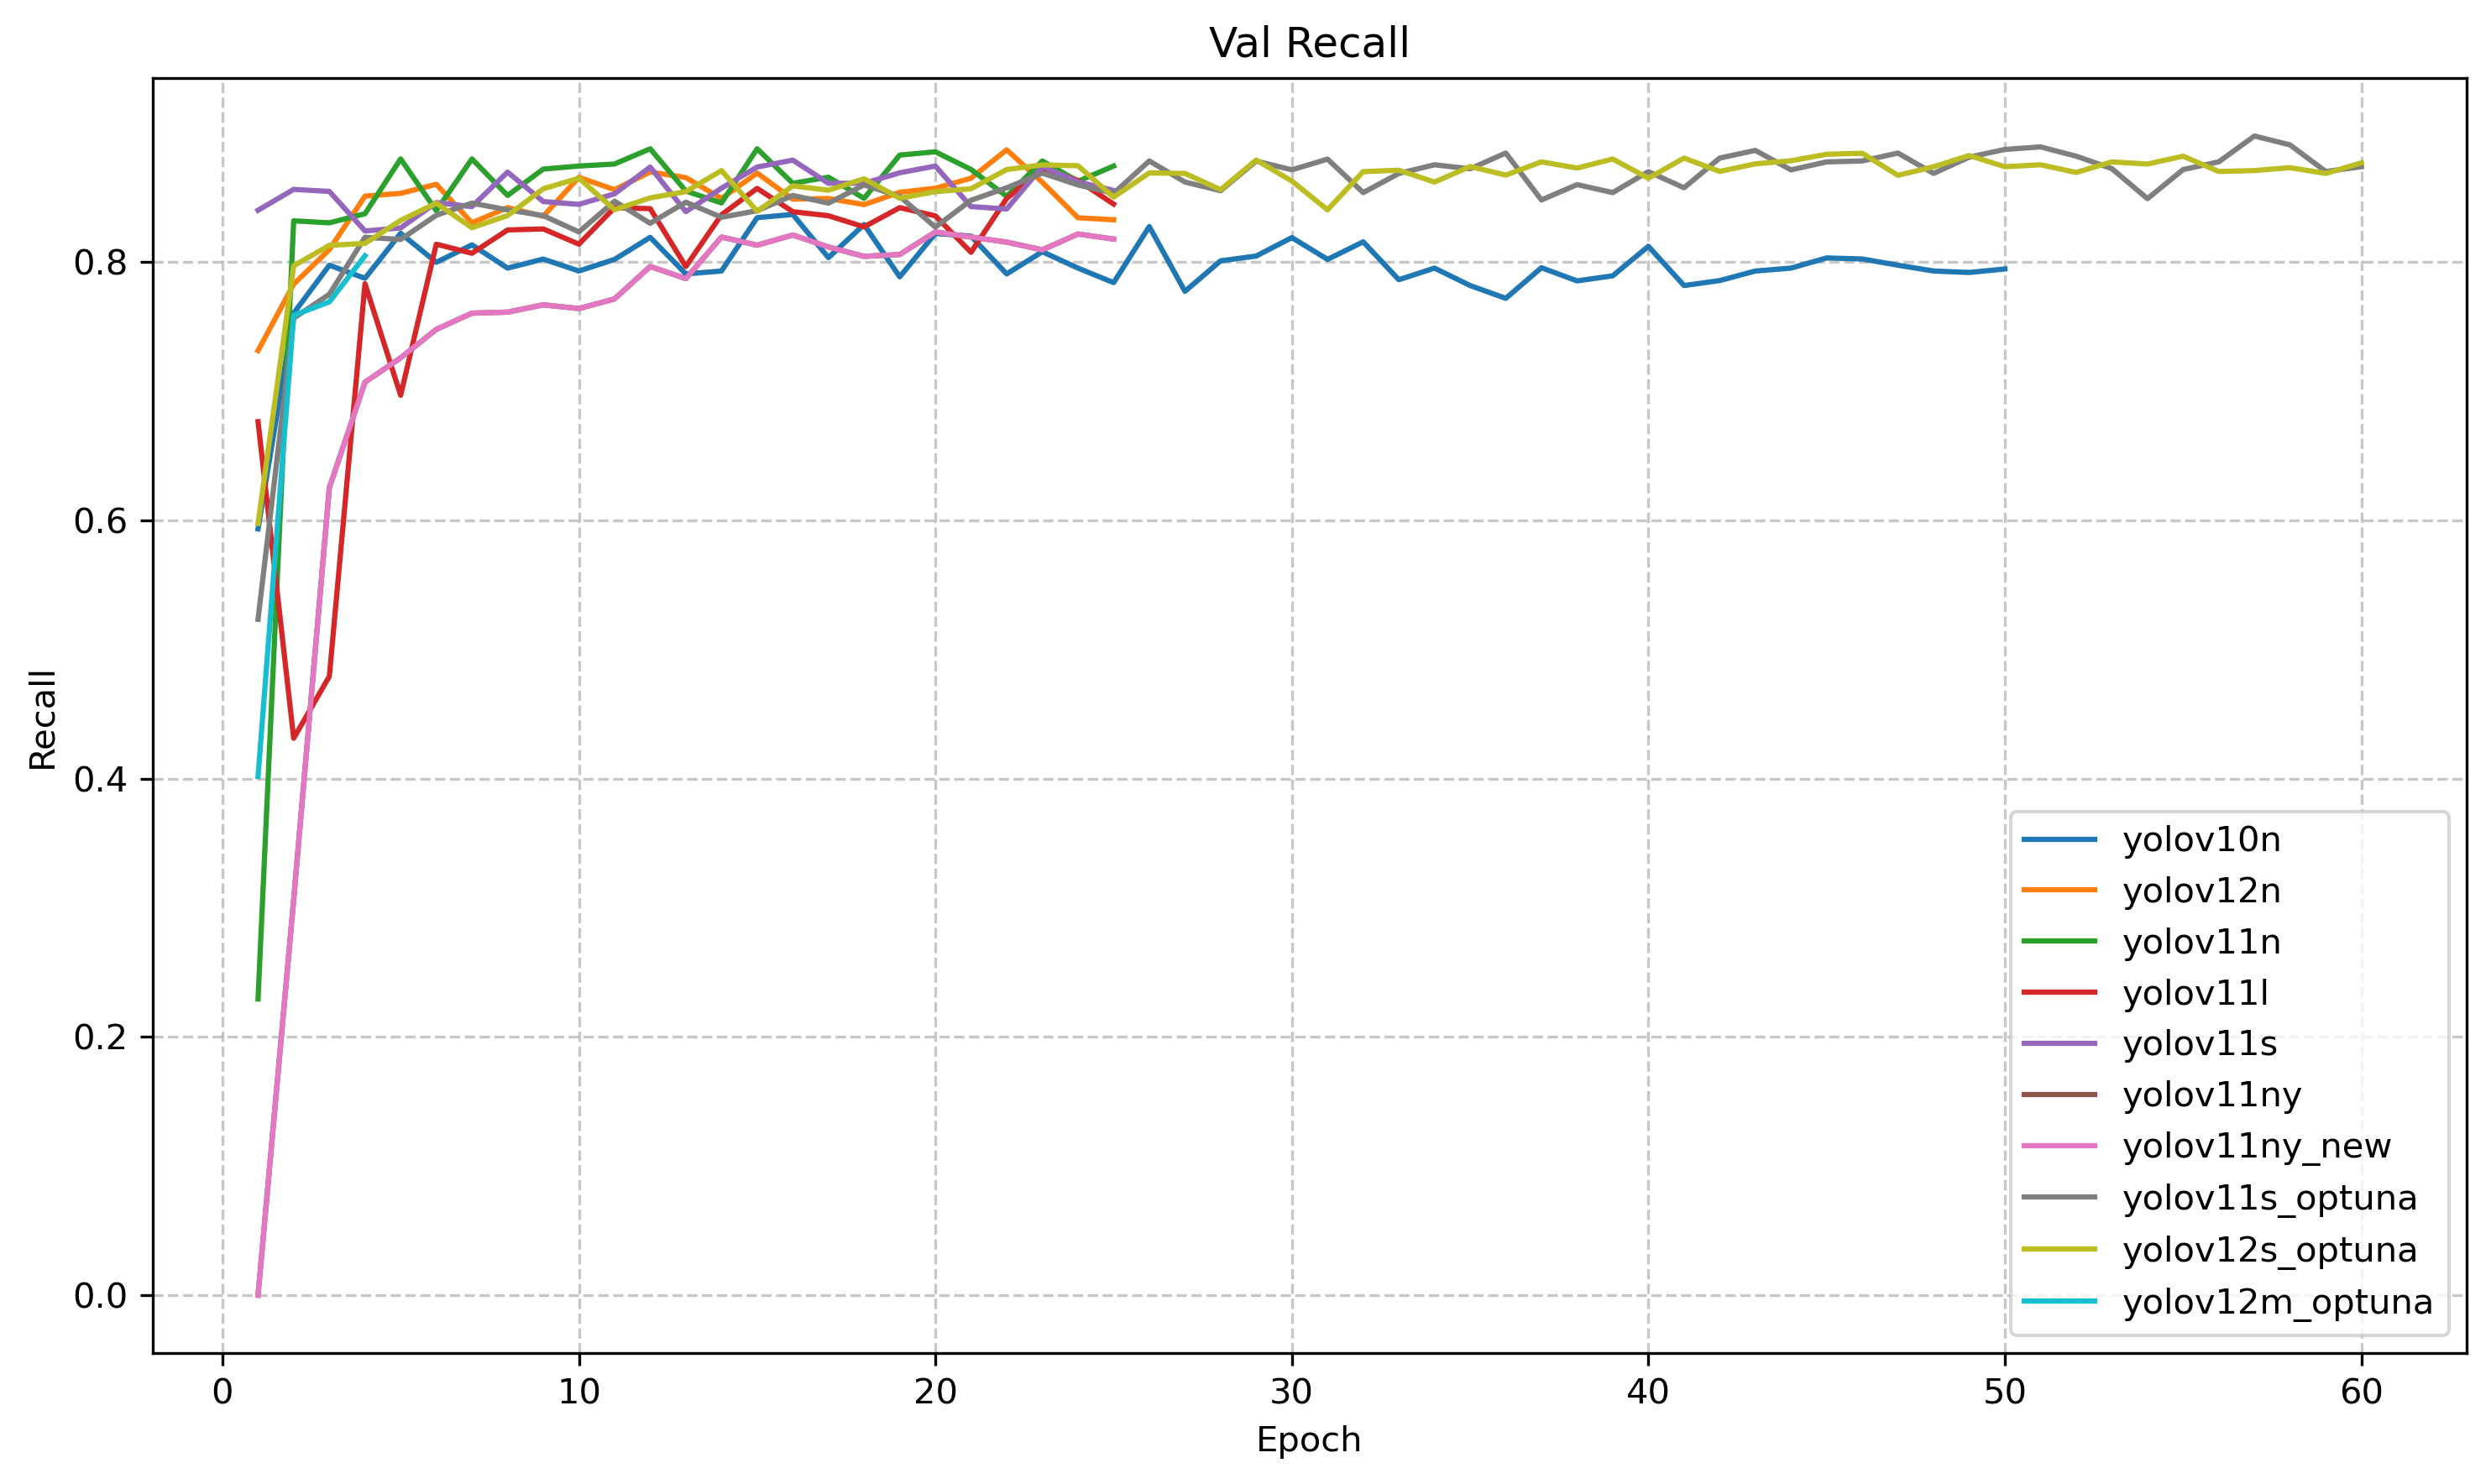 Val Recall
Recall
0.8
0.6
0.4
0.2
0.0
0 10 20 30 40 50 60
Epoch
yolov10n
yolov12n
yolov11n
yolov11l
yolov11s
yolov11ny
yolov11ny_new
yolov11s_optuna
yolov12s_optuna
yolov12m_optuna